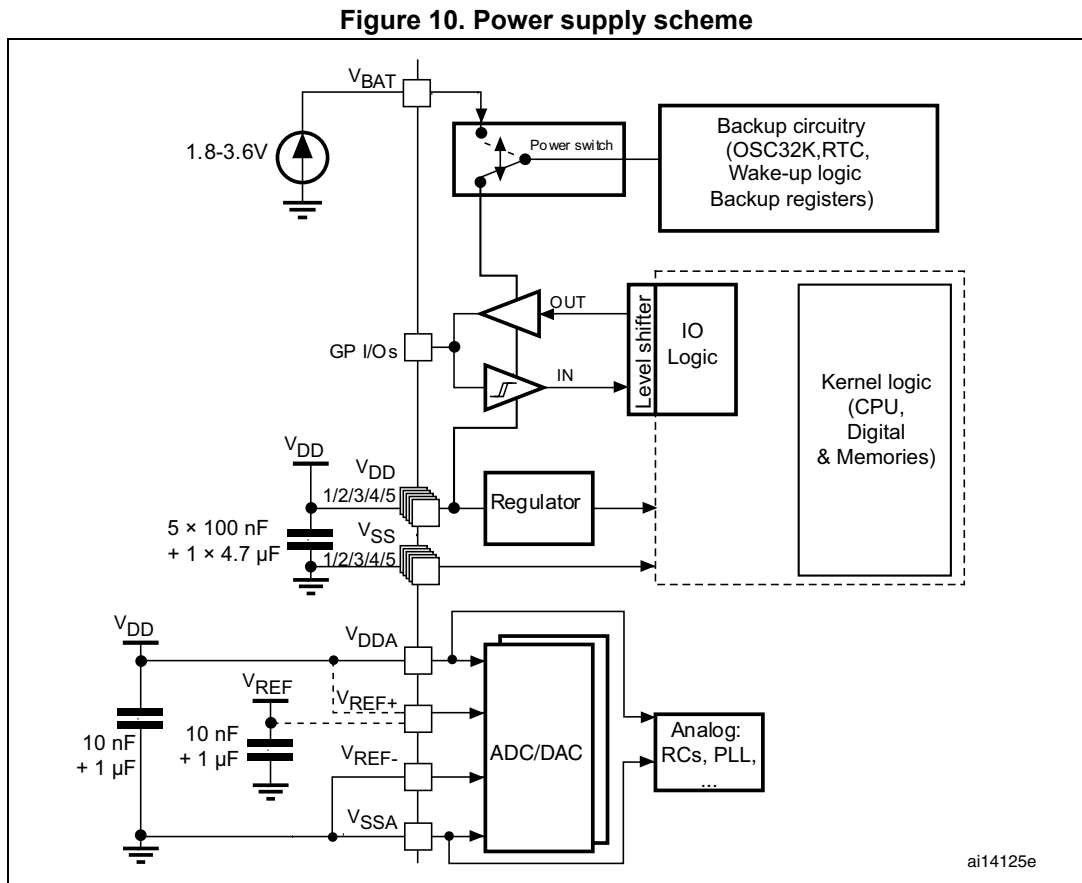 Figure 10. Power supply scheme
VBAT
1.8-3.6V
Power switch
Backup circuitry
(OSC32K,RTC,
Wake-up logic
Backup registers)
GP I/Os
OUT
IN
Level shifter
IO
Logic
Kernel logic
(CPU,
Digital
& Memories)
VDD
VDD
1/2/3/4/5
Regulator
5 × 100 nF
+ 1 × 4.7 µF
VSS
1/2/3/4/5
VDD
VDDA
VREF
VREF+
10 nF
+ 1 µF
10 nF
+ 1 µF
VREF-
VSSA
ADC/DAC
Analog:
RCs, PLL,
...
ai14125e